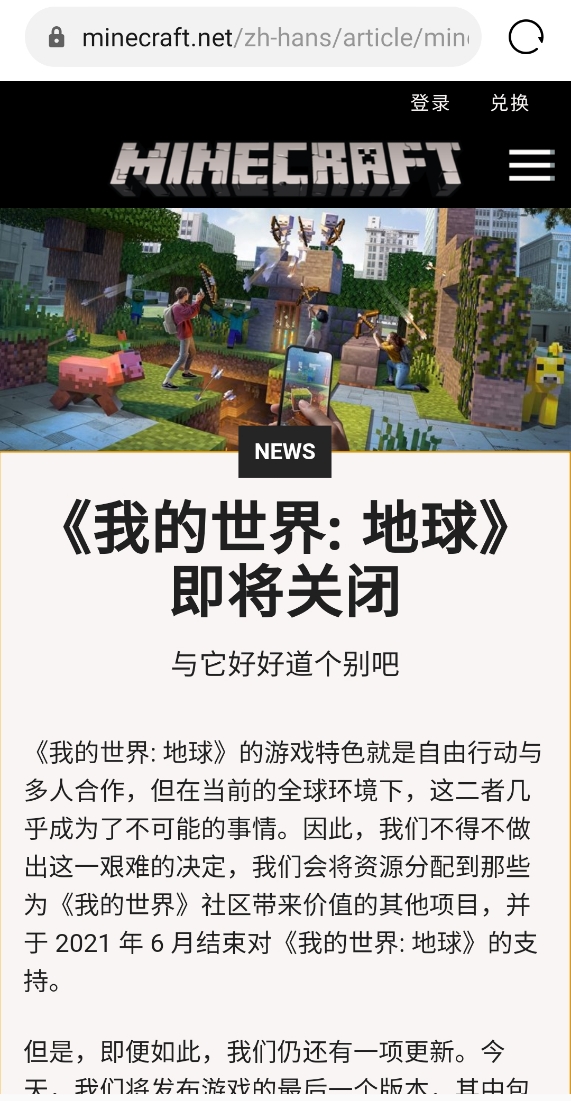 minecraft.net/zh-hans/article/min
登录 兑换
MINECRAFT
NEWS
《我的世界: 地球》
即将关闭
与它好好道个别吧
《我的世界: 地球》的游戏特色就是自由行动与
多人合作，但在当前的全球环境下，这二者几
乎成为了不可能的事情。因此，我们不得不做
出这一艰难的决定，我们会将资源分配到那些
为《我的世界》社区带来价值的其他项目，并
于 2021 年 6 月结束对《我的世界: 地球》的支
持。
但是，即便如此，我们仍还有一项更新。今
天，我们将发布游戏的最后一个版本，其中包